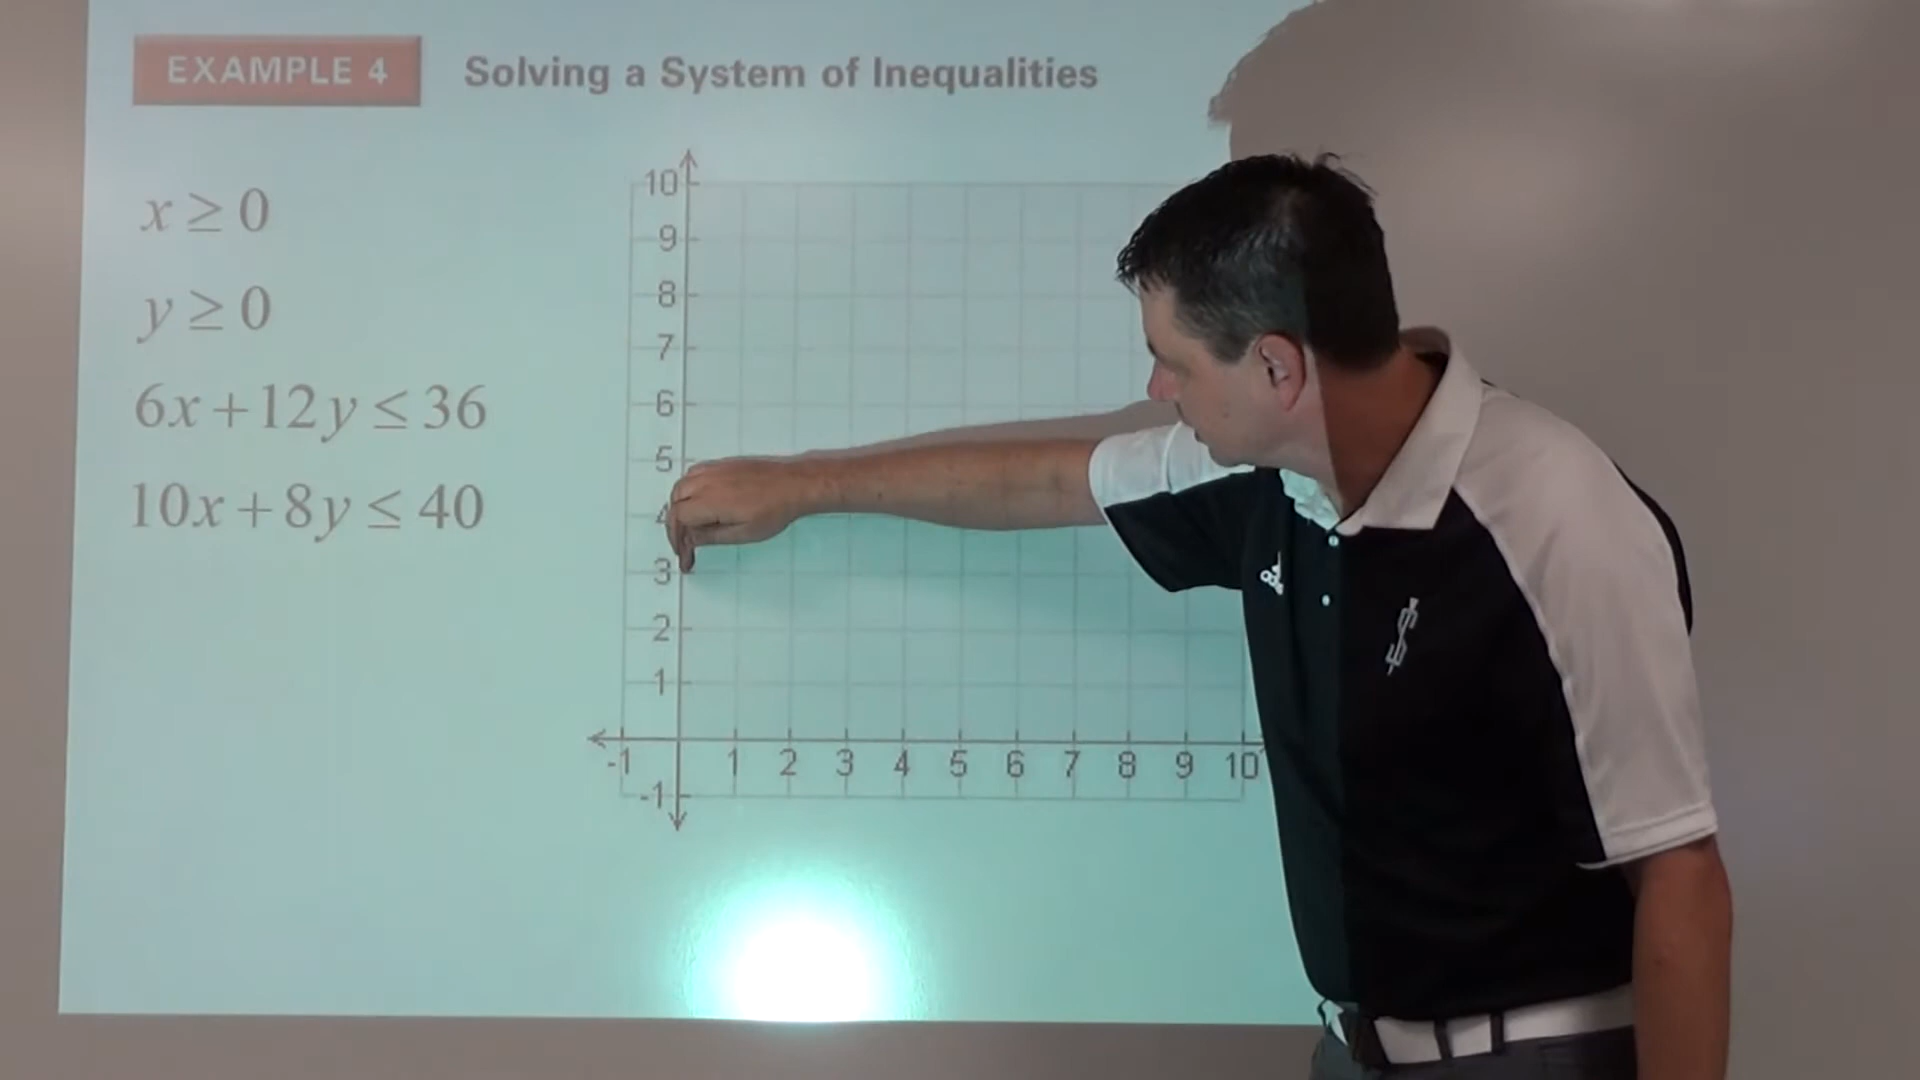 EXAMPLE 4 Solving a System of Inequalities
x ≥ 0
y ≥ 0
6x+12y ≤ 36
10x+8y ≤ 40
10
9
8
7
6
5
4
3
2
1
-1 1 2 3 4 5 6 7 8 9 10
-1
adidas